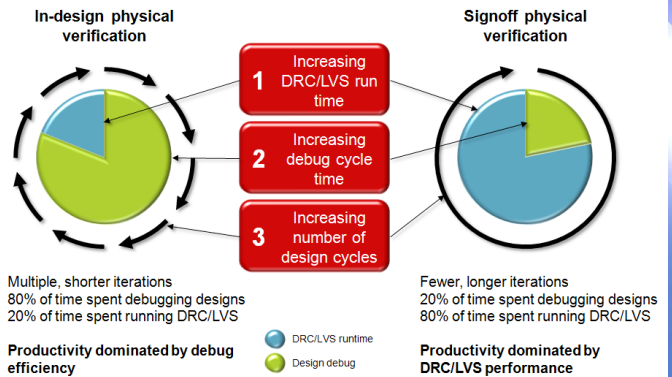 In-design physical
verification
Signoff physical
verification
1
Increasing
DRC/LVS run
time
2
Increasing
debug cycle
time
3
Increasing
number of
design cycles
Multiple, shorter iterations
80% of time spent debugging designs
20% of time spent running DRC/LVS
Productivity dominated by debug
efficiency
Fewer, longer iterations
20% of time spent debugging designs
80% of time spent running DRC/LVS
Productivity dominated by
DRC/LVS performance
DRC/LVS runtime
Design debug